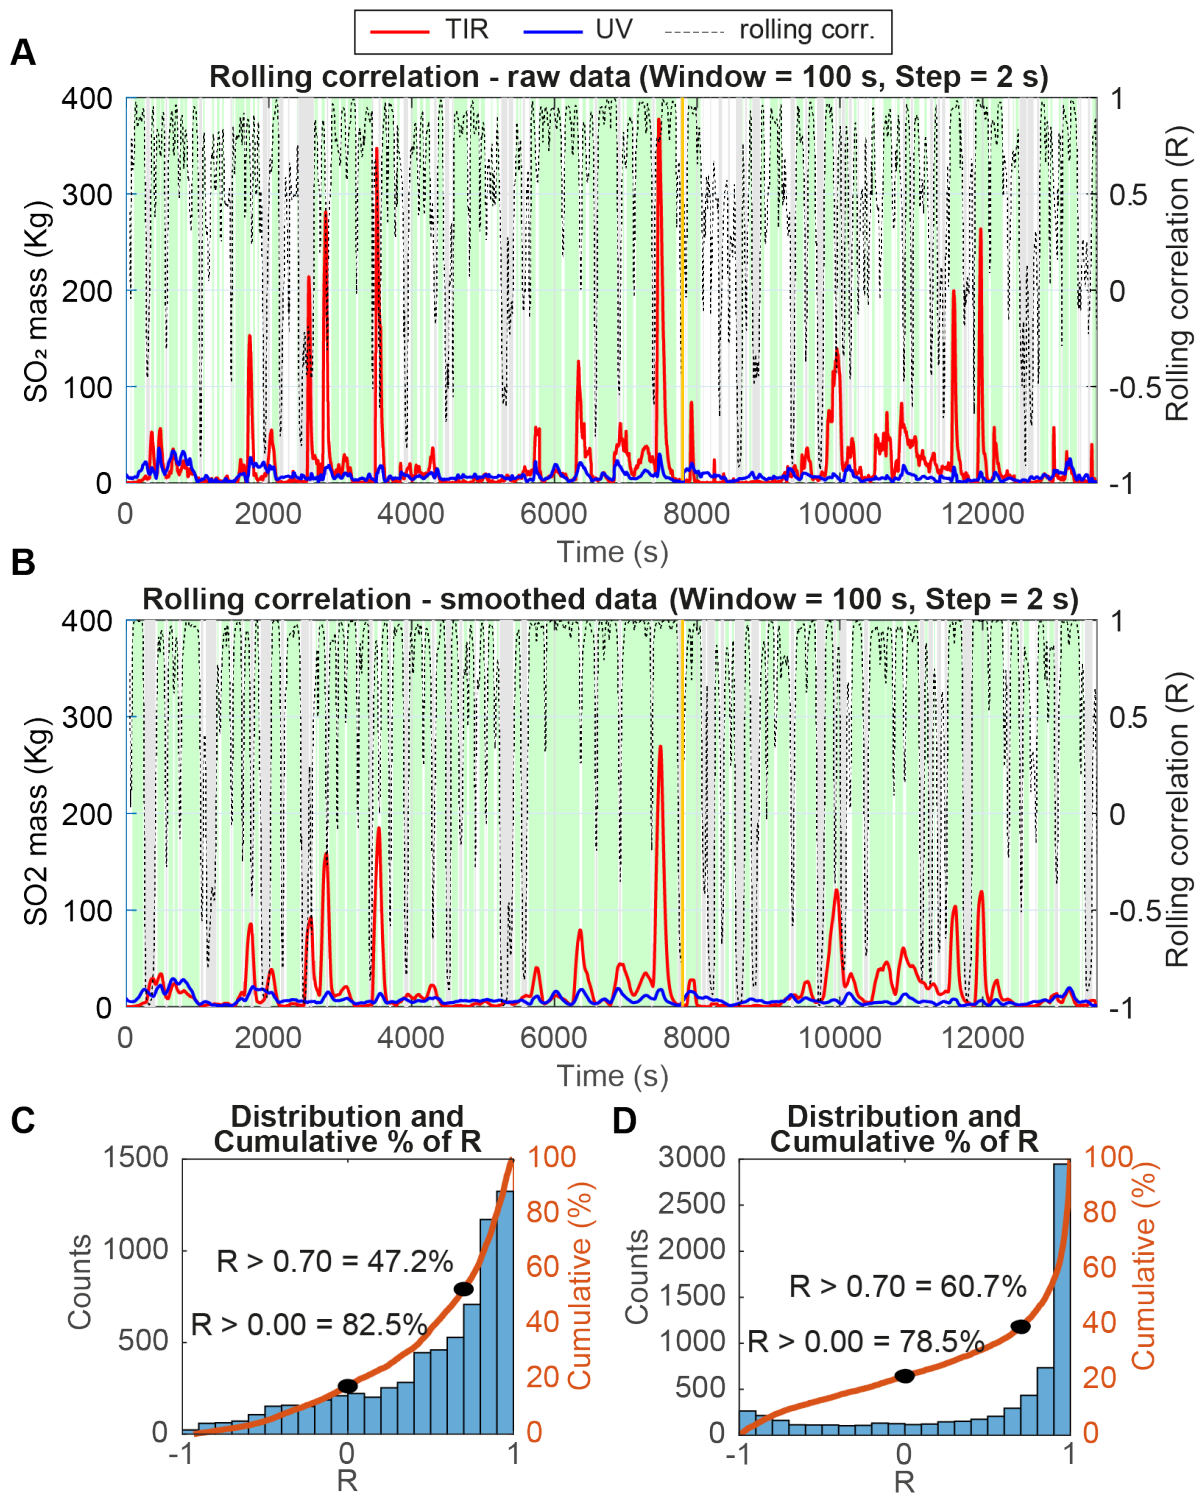 TIR UV rolling corr.
A
Rolling correlation - raw data (Window = 100 s, Step = 2 s)
400
300
200
100
0
SO₂ mass (Kg)
1
0.5
0
-0.5
-1
Rolling correlation (R)
0 2000 4000 6000 8000 10000 12000
Time (s)
B
Rolling correlation - smoothed data (Window = 100 s, Step = 2 s)
400
300
200
100
0
SO2 mass (Kg)
1
0.5
0
-0.5
-1
Rolling correlation (R)
0 2000 4000 6000 8000 10000 12000
Time (s)
C
Distribution and
Cumulative % of R
1500
1000
500
0
Counts
R > 0.70 = 47.2%
R > 0.00 = 82.5%
100
80
60
40
20
0
Cumulative (%)
-1 0 1
R
D
Distribution and
Cumulative % of R
3000
2500
2000
1500
1000
500
0
Counts
R > 0.70 = 60.7%
R > 0.00 = 78.5%
100
80
60
40
20
0
Cumulative (%)
-1 0 1
R